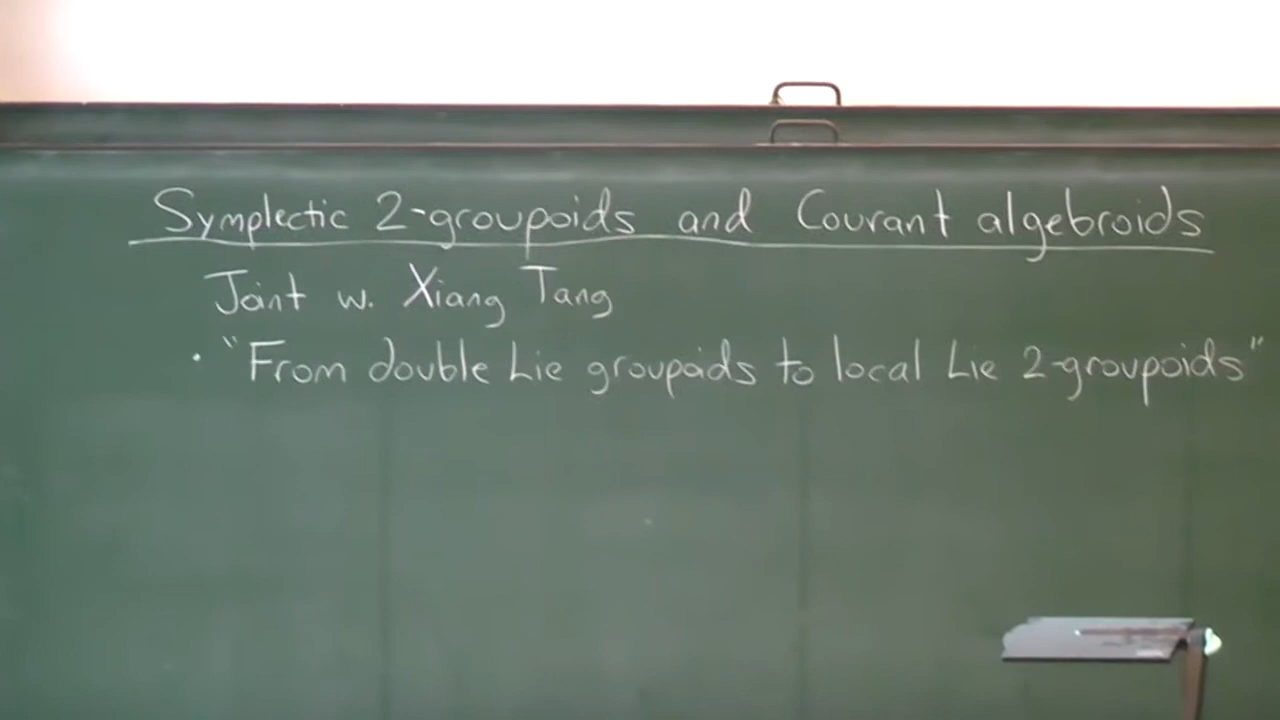 Symplectic 2-groupoids and Courant algebroids
Joint w. Xiang Tang
• "From double Lie groupoids to local Lie 2-groupoids"